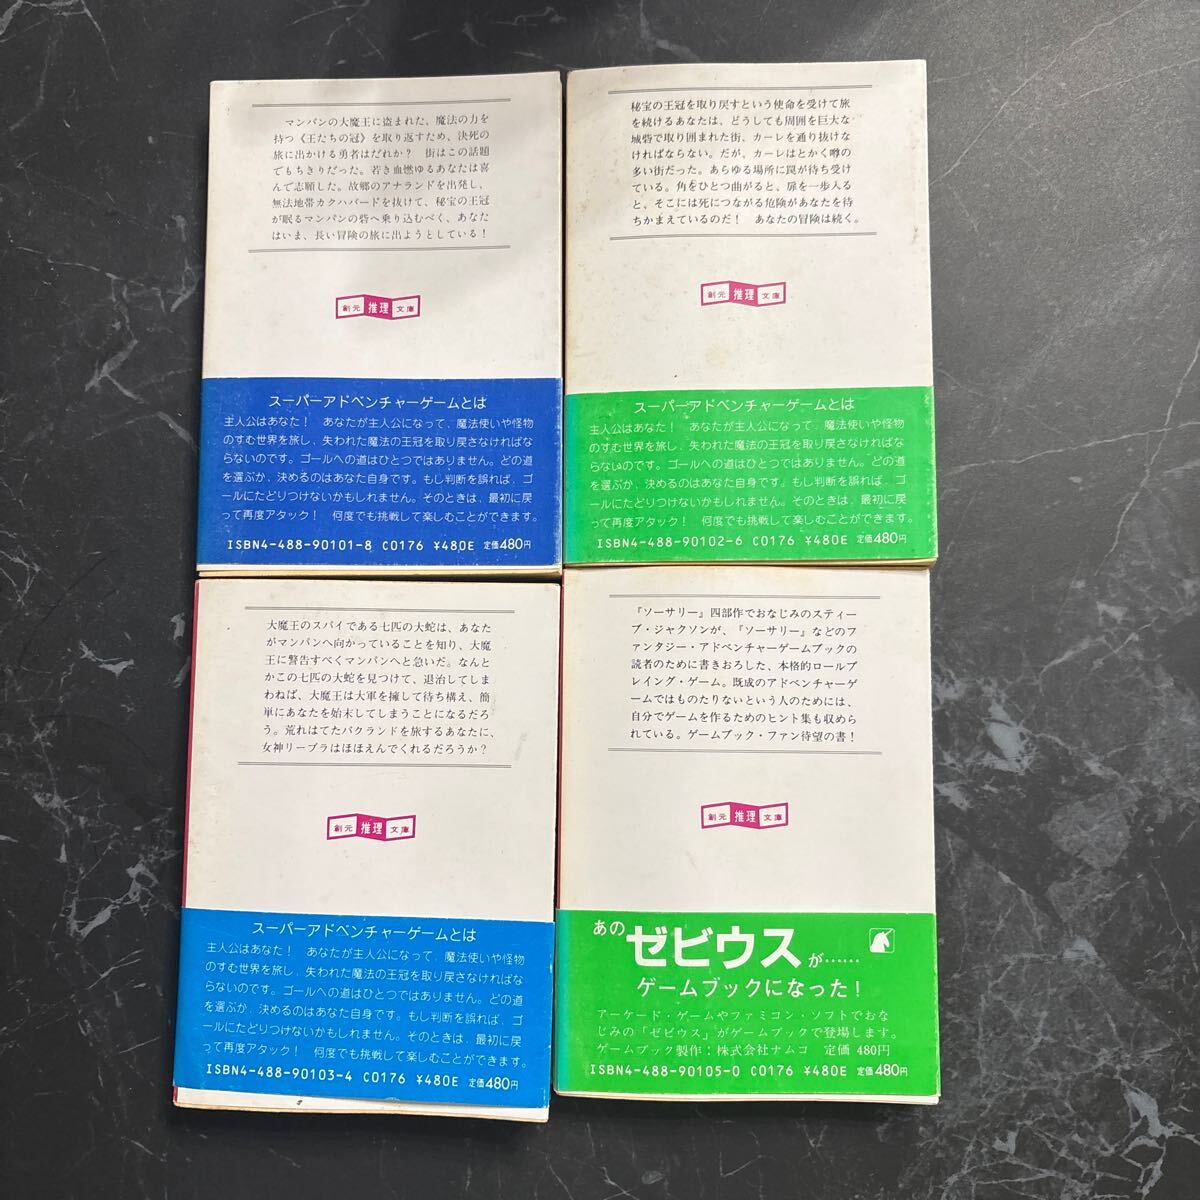 マンパンの大魔王に盗まれた、魔法の力を
持つ《王たちの冠》を取り返すため、決死の
旅に出かける勇者はだれか？　街はこの話題
でもちきりだった。若き血燃ゆるあなたは喜
んで志願した。故郷のアナランドを出発し、
無法地帯カクハバードを抜けて、秘宝の王冠
が眠るマンパンの砦へ乗り込むべく、あなた
はいま、長い冒険の旅に出ようとしている！
創元 推理 文庫
スーパーアドベンチャーゲームとは
主人公はあなた！　あなたが主人公になって、魔法使いや怪物
のすむ世界を旅し、失われた魔法の王冠を取り戻さなければな
らないのです。ゴールへの道はひとつではありません。どの道
を選ぶか、決めるのはあなた自身です。もし判断を誤れば、ゴ
ールにたどりつけないかもしれません。そのときは、最初に戻
って再度アタック！　何度でも挑戦して楽しむことができます。
ISBN4-488-90101-8 C0176 ¥480E 定価480円
秘宝の王冠を取り戻すという使命を受けて旅
を続けるあなたは、どうしても周囲を巨大な
城砦で取り囲まれた街、カーレを通り抜けな
ければならない。だが、カーレはとかく噂の
多い街だった。あらゆる場所に罠が待ち受け
ている。角をひとつ曲がると、扉を一歩入る
と、そこには死につながる危険があなたを待
ちかまえているのだ！　あなたの冒険は続く。
創元 推理 文庫
スーパーアドベンチャーゲームとは
主人公はあなた！　あなたが主人公になって、魔法使いや怪物
のすむ世界を旅し、失われた魔法の王冠を取り戻さなければな
らないのです。ゴールへの道はひとつではありません。どの道
を選ぶか、決めるのはあなた自身です。もし判断を誤れば、ゴ
ールにたどりつけないかもしれません。そのときは、最初に戻
って再度アタック！　何度でも挑戦して楽しむことができます。
ISBN4-488-90102-6 C0176 ¥480E 定価480円
大魔王のスパイである七匹の大蛇は、あなた
がマンパンへ向かっていることを知り、大魔
王に警告すべくマンパンへと急いだ。なんと
かこの七匹の大蛇を見つけて、退治してしま
わねば、大魔王は大軍を擁して待ち構え、簡
単にあなたを始末してしまうことになるだろ
う。荒れはてたバクランドを旅するあなたに、
女神リーブラはほほえんでくれるだろうか？
創元 推理 文庫
スーパーアドベンチャーゲームとは
主人公はあなた！　あなたが主人公になって、魔法使いや怪物
のすむ世界を旅し、失われた魔法の王冠を取り戻さなければな
らないのです。ゴールへの道はひとつではありません。どの道
を選ぶか、決めるのはあなた自身です。もし判断を誤れば、ゴ
ールにたどりつけないかもしれません。そのときは、最初に戻
って再度アタック！　何度でも挑戦して楽しむことができます。
ISBN4-488-90103-4 C0176 ¥480E 定価480円
『ソーサリー』四部作でおなじみのスティー
ブ・ジャクソンが、『ソーサリー』などのフ
ァンタジー・アドベンチャーゲームブックの
読者のために書きおろした、本格的ロールプ
レイング・ゲーム。既成のアドベンチャーゲ
ームではものたりないという人のためには、
自分でゲームを作るためのヒント集も収めら
れている。ゲームブック・ファン待望の書！
創元 推理 文庫
あのゼビウスが……
ゲームブックになった！
アーケード・ゲームやファミコン・ソフトでおな
じみの「ゼビウス」がゲームブックで登場します。
ゲームブック製作：株式会社ナムコ　定価 480円
ISBN4-488-90105-0 C0176 ¥480E 定価480円